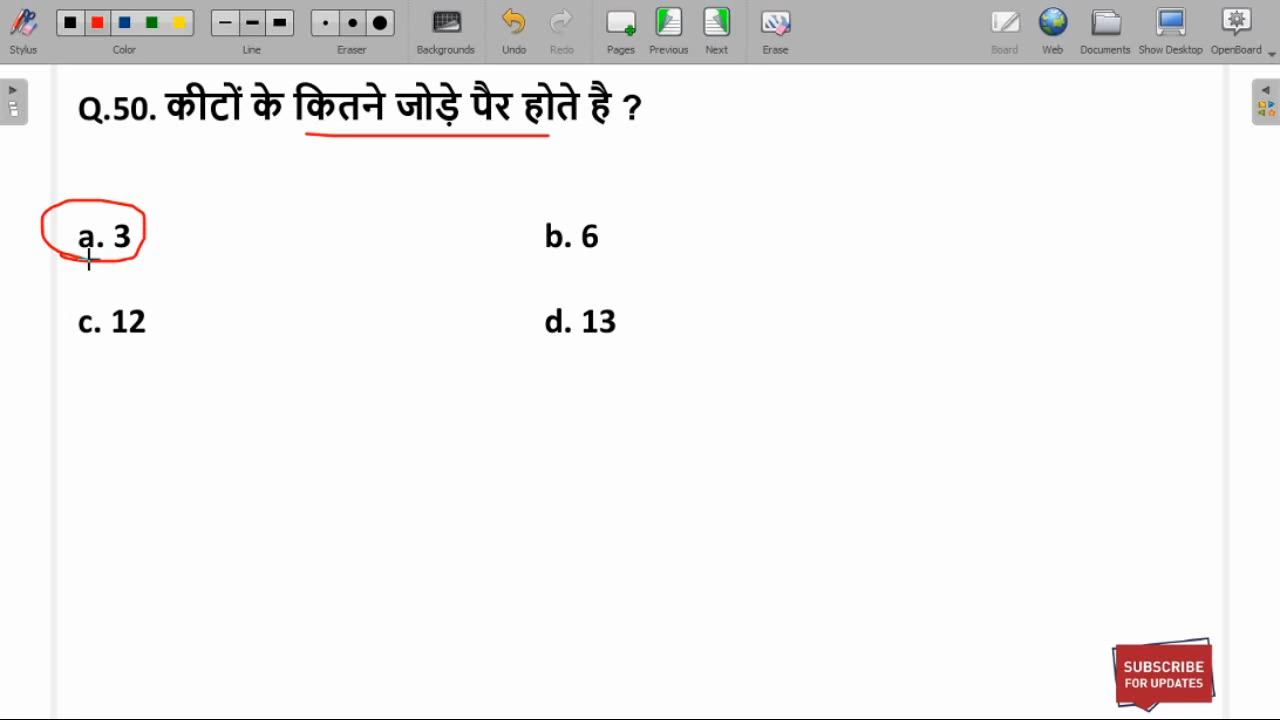 Stylus
Color
Line
Eraser
Backgrounds
Undo
Redo
Pages
Previous
Next
Erase
Board
Web
Documents
Show Desktop
OpenBoard
Q.50. कीटों के कितने जोड़े पैर होते है ?
a. 3
b. 6
c. 12
d. 13
SUBSCRIBE
FOR UPDATES